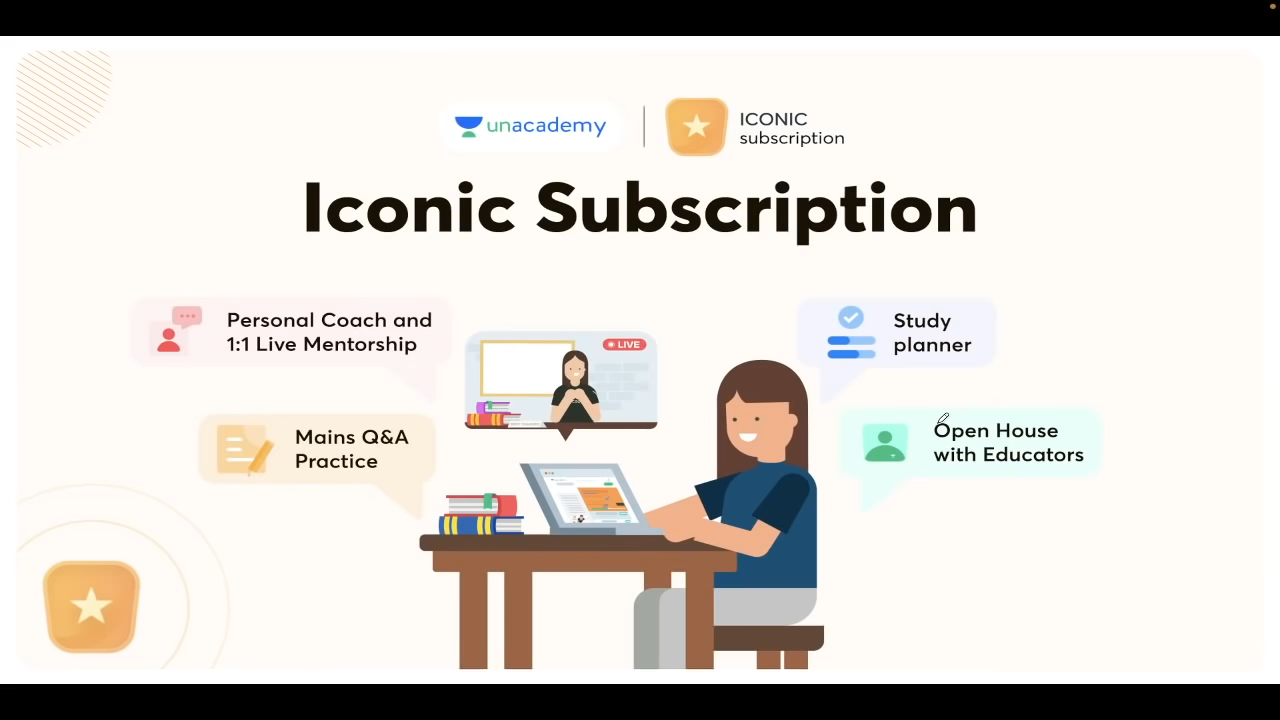 unacademy
ICONIC
subscription
Iconic Subscription
Personal Coach and
1:1 Live Mentorship
LIVE
Study
planner
Mains Q&A
Practice
Open House
with Educators